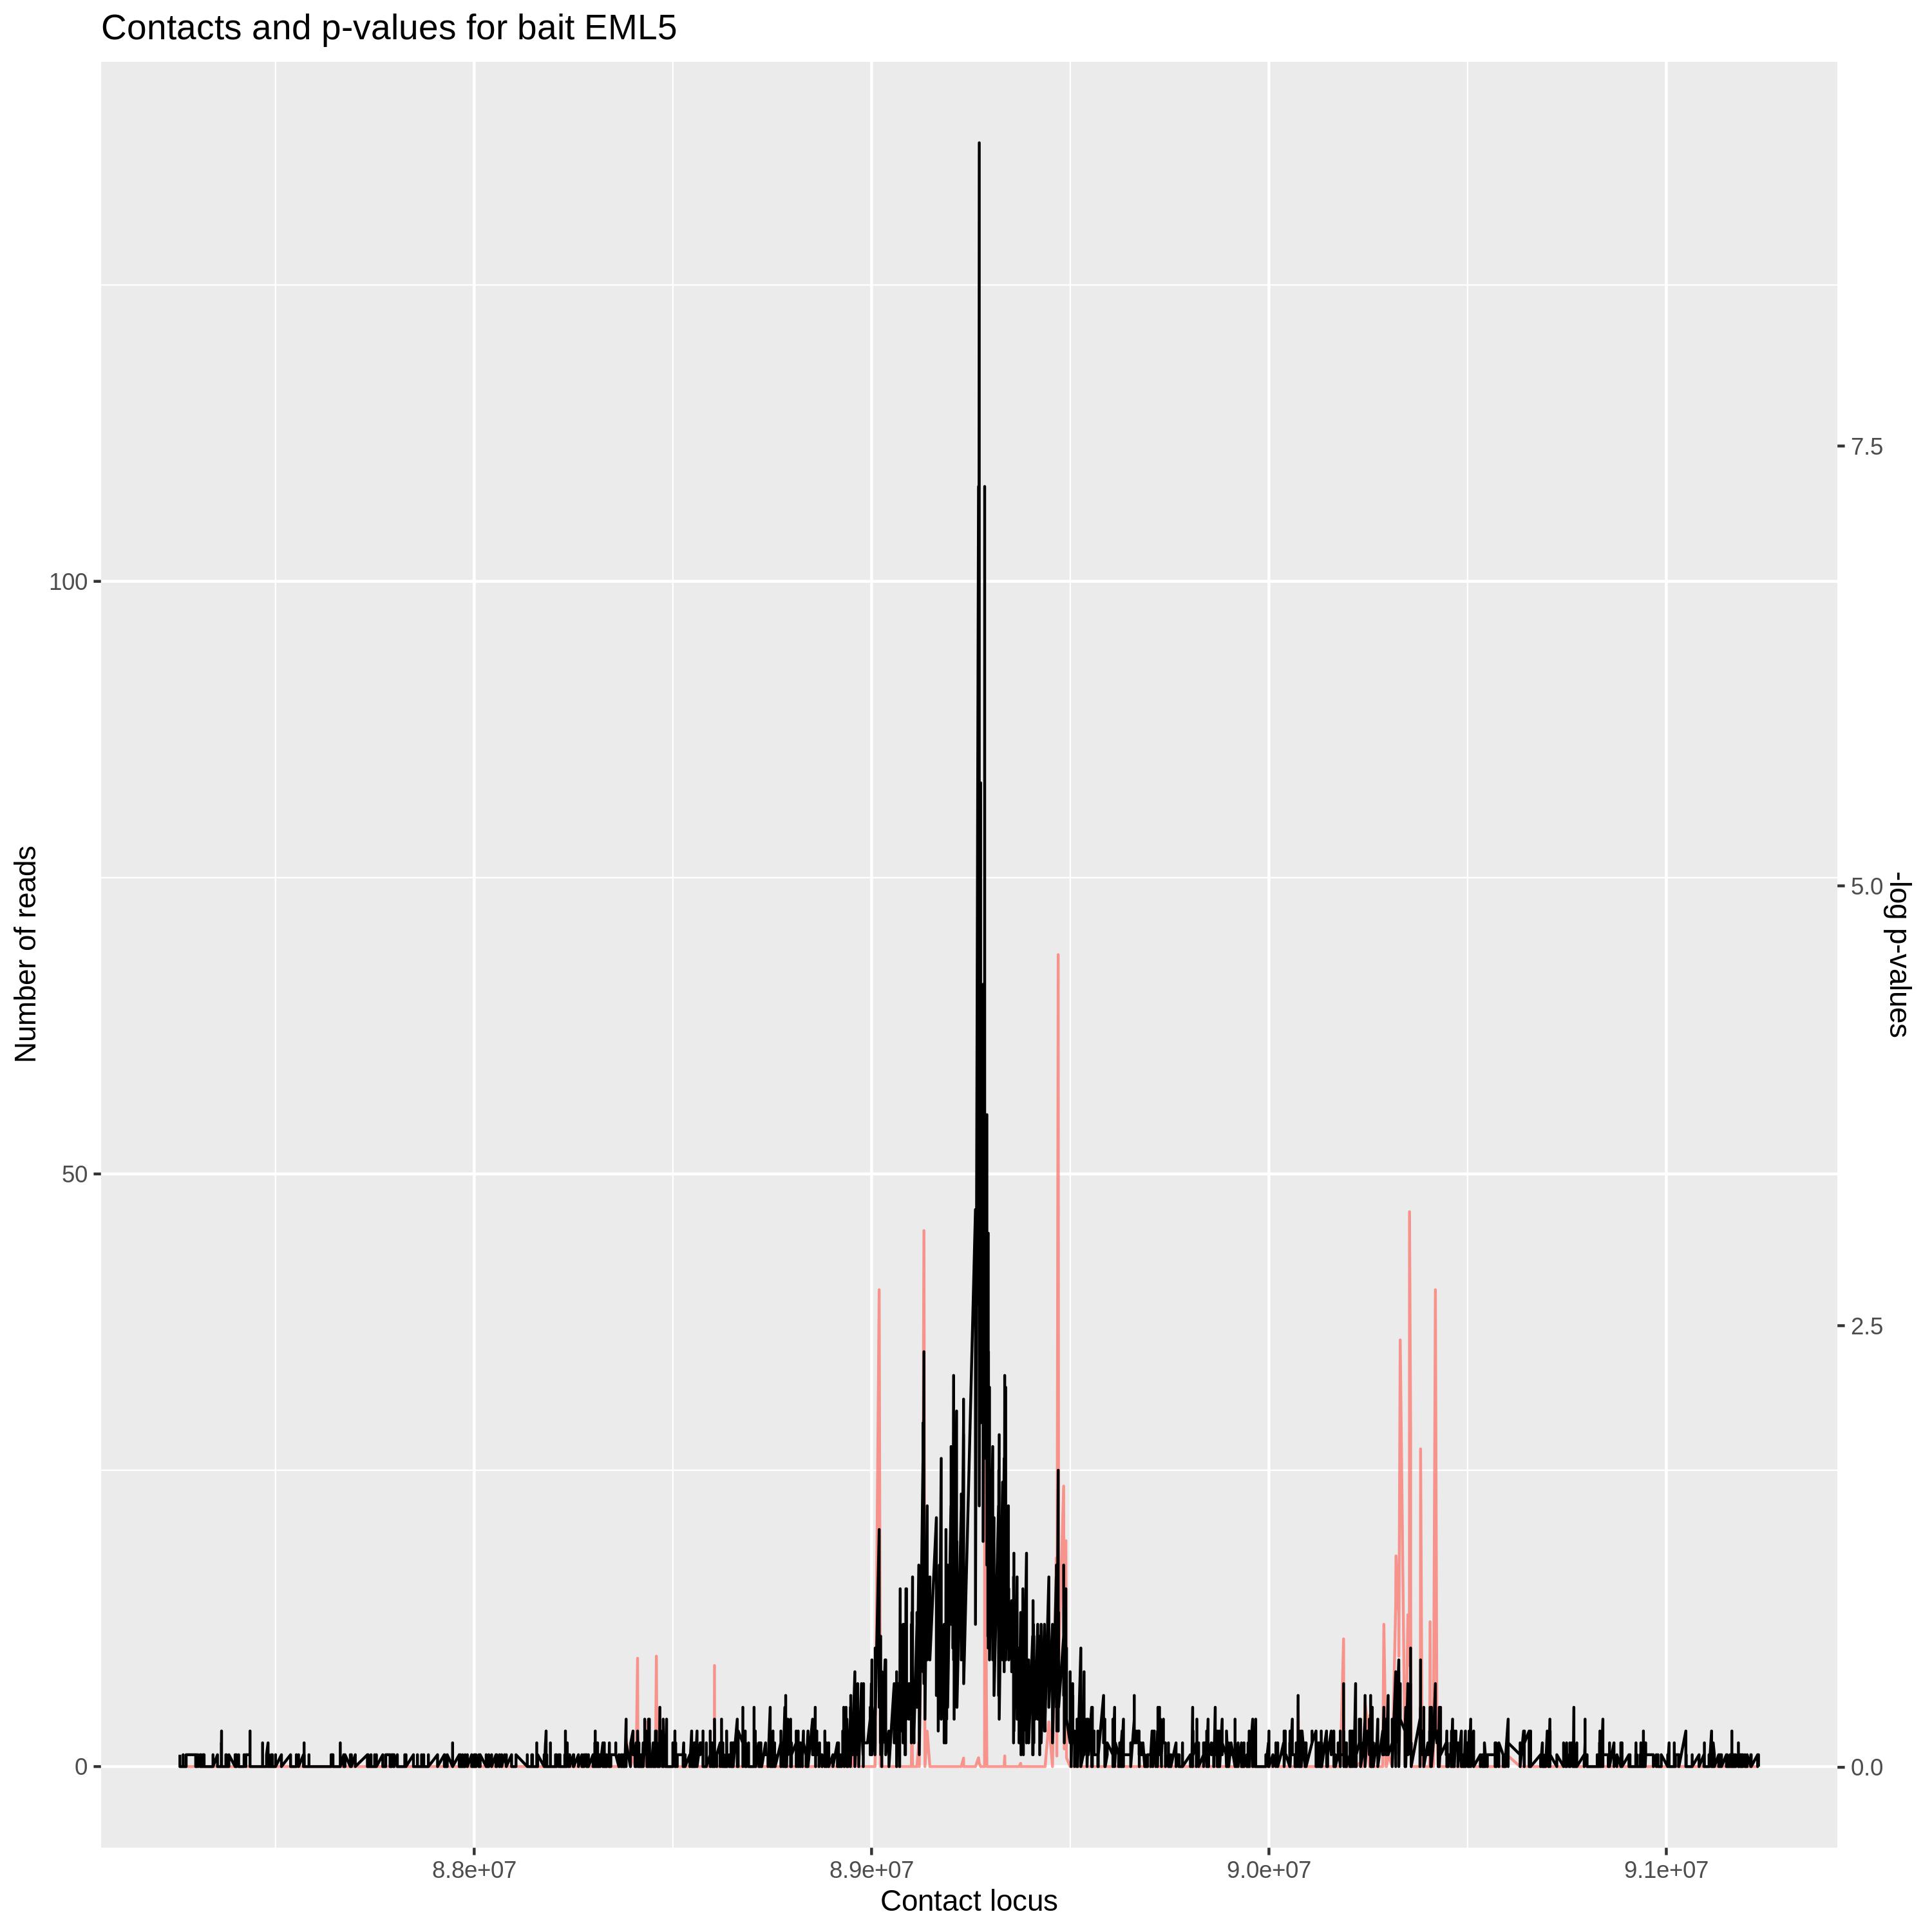 Contacts and p-values for bait EML5
Number of reads
100
50
0
7.5
5.0
2.5
0.0
-log p-values
8.8e+07
8.9e+07
9.0e+07
9.1e+07
Contact locus